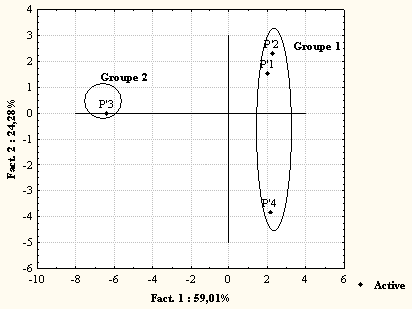 4
3
2
1
0
-1
-2
-3
-4
-5
-6
P'2
Groupe 1
P'1
Groupe 2
P'3
P'4
Fact. 2 : 24,28%
-10
-8
-6
-4
-2
0
2
4
6
Fact. 1 : 59,01%
Active